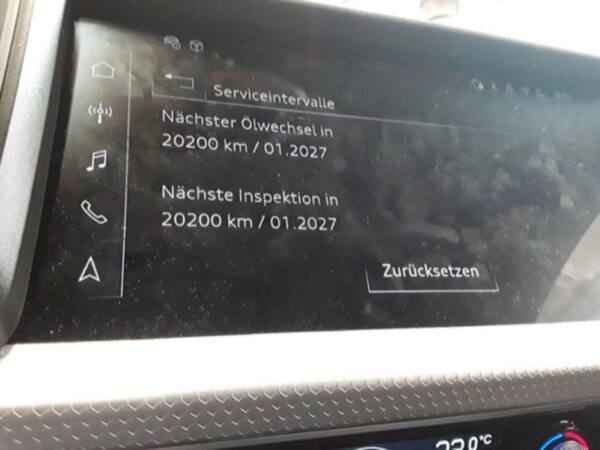 Serviceintervalle
Nächster Ölwechsel in
20200 km / 01.2027
Nächste Inspektion in
20200 km / 01.2027
Zurücksetzen